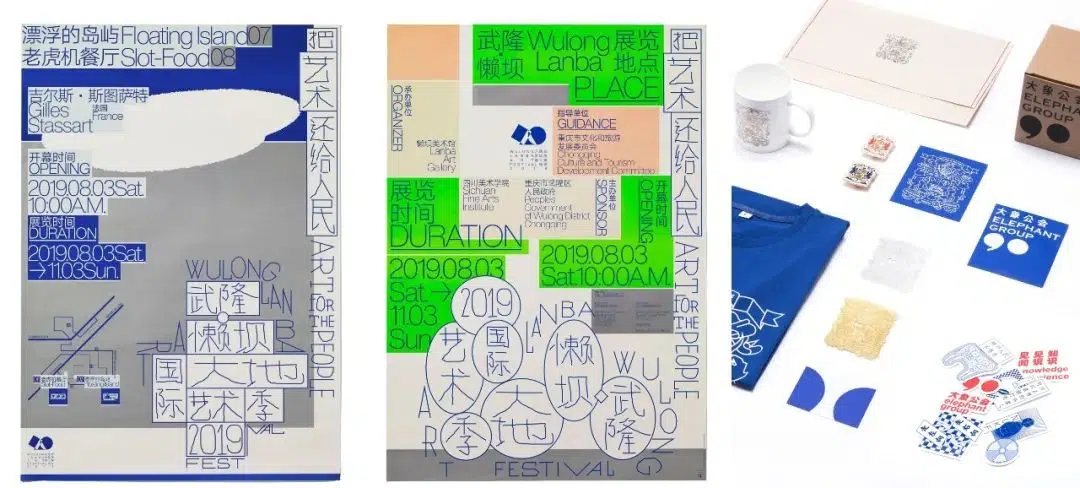 漂浮的岛屿 Floating Island 07
老虎机餐厅 Slot-Food 08
吉尔斯·斯图萨特
Gilles
Stassart
法国
France
开幕时间
OPENING
2019.08.03 Sat.
10:00A.M.
展览时间
DURATION
2019.08.03 Sat.
→11.03 Sun.
把艺术还给人民 ART for THE PEOPLE
WULONG
LANBA
武隆
懒坝
国际
大地
艺术季
2019
ART
FESTIVAL
武隆·懒坝
Wulong
Lanba
展览地点
PLACE
承办单位
ORGANIZER
懒坝美术馆
Lanba
Art
Gallery
指导单位
GUIDANCE
重庆市文化和旅游
发展委员会
Chongqing
Culture and Tourism
Development Commitee
展览
时间
DURATION
2019.08.03
Sat.→
11.03
Sun.
四川美术学院
Sichuan
Fine Arts
Institute
重庆市武隆区
人民政府
Peoples
Government
of Wulong District
Chongqing
主办单位
SPONSOR
开幕时间
OPENING
2019.08.03
Sat.10:00A.M.
把艺术还给人民 ART for THE PEOPLE
2019
艺术季
国际
大地
懒坝
武隆
LANBA
WULONG
ART FESTIVAL
大象公会
ELEPHANT
GROUP
大象公会
ELEPHANT
GROUP
大象公会
elephant
group